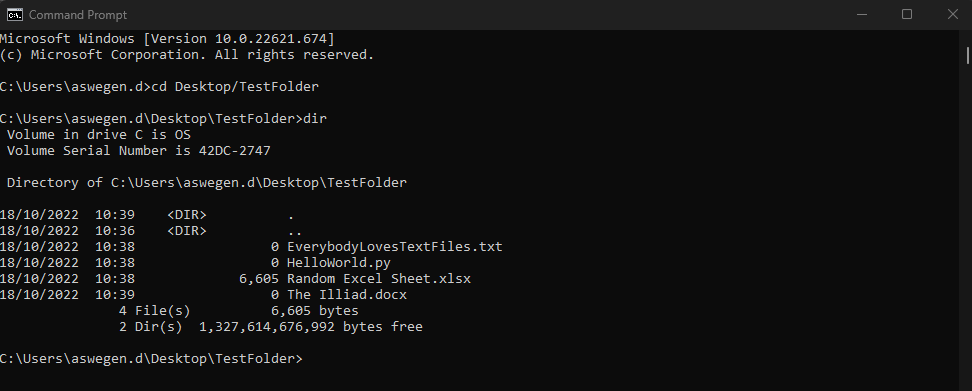 Command Prompt
Microsoft Windows [Version 10.0.22621.674]
(c) Microsoft Corporation. All rights reserved.
C:\Users\aswegen.d>cd Desktop/TestFolder
C:\Users\aswegen.d\Desktop\TestFolder>dir
 Volume in drive C is OS
 Volume Serial Number is 42DC-2747
 Directory of C:\Users\aswegen.d\Desktop\TestFolder
18/10/2022  10:39    <DIR>          .
18/10/2022  10:36    <DIR>          ..
18/10/2022  10:38                 0 EverybodyLovesTextFiles.txt
18/10/2022  10:38                 0 HelloWorld.py
18/10/2022  10:38             6,605 Random Excel Sheet.xlsx
18/10/2022  10:39                 0 The Illiad.docx
               4 File(s)          6,605 bytes
               2 Dir(s)  1,327,614,676,992 bytes free
C:\Users\aswegen.d\Desktop\TestFolder>